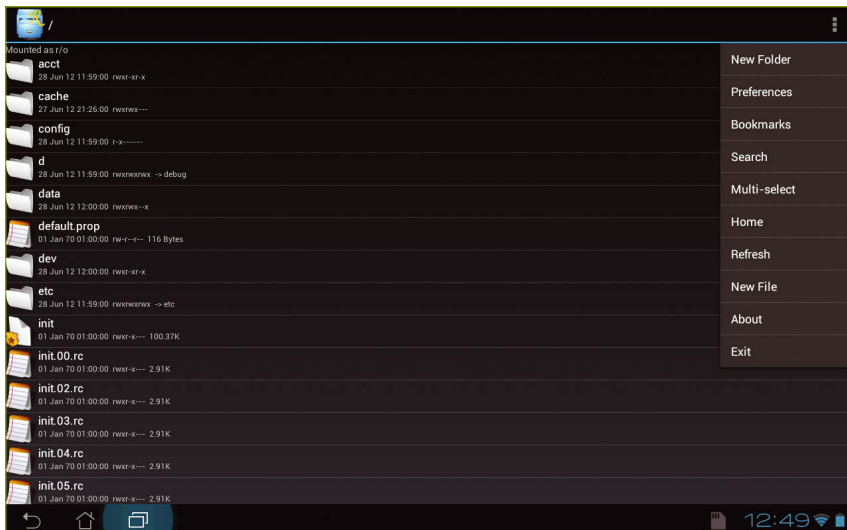 /
Mounted as r/o
acct
28 Jun 12 11:59:00 rwxr-xr-x
cache
27 Jun 12 21:26:00 rwxrwx---
config
28 Jun 12 11:59:00 r-x------
d
28 Jun 12 11:59:00 rwxrwxrwx -> debug
data
28 Jun 12 12:00:00 rwxrwx--x
default.prop
01 Jan 70 01:00:00 rw-r--r-- 116 Bytes
dev
28 Jun 12 12:00:00 rwxr-xr-x
etc
28 Jun 12 11:59:00 rwxrwxrwx -> etc
init
01 Jan 70 01:00:00 rwxr-x--- 100.37K
init.00.rc
01 Jan 70 01:00:00 rwxr-x--- 2.91K
init.02.rc
01 Jan 70 01:00:00 rwxr-x--- 2.91K
init.03.rc
01 Jan 70 01:00:00 rwxr-x--- 2.91K
init.04.rc
01 Jan 70 01:00:00 rwxr-x--- 2.91K
init.05.rc
01 Jan 70 01:00:00 rwxr-x--- 2.91K
New Folder
Preferences
Bookmarks
Search
Multi-select
Home
Refresh
New File
About
Exit
12:49